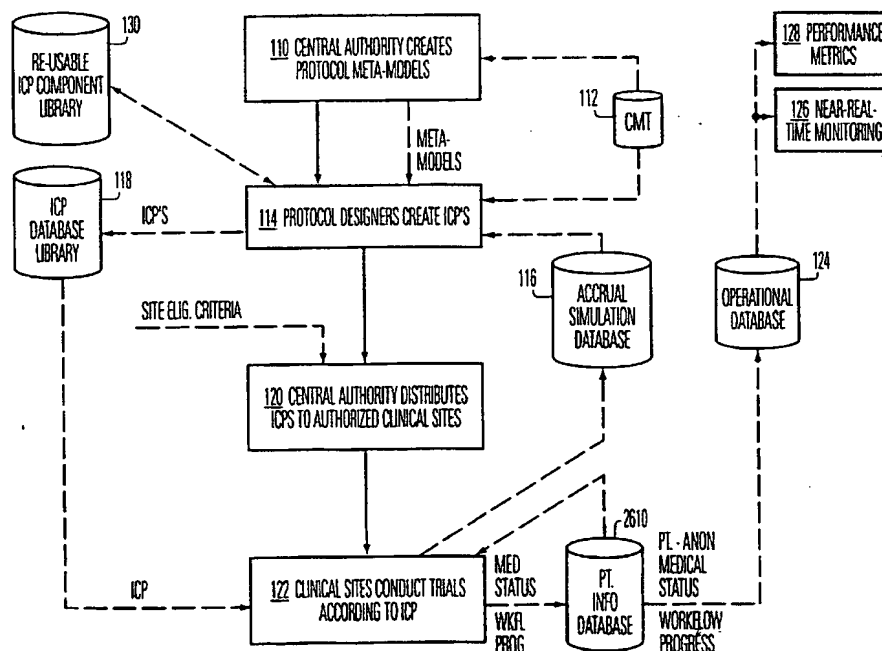 130
RE-USABLE
ICP COMPONENT
LIBRARY
110 CENTRAL AUTHORITY CREATES
PROTOCOL META-MODELS
128 PERFORMANCE
METRICS
112
CMT
126 NEAR-REAL-
TIME MONITORING
META-
MODELS
118
ICP
DATABASE
LIBRARY
ICP'S
114 PROTOCOL DESIGNERS CREATE ICP'S
116
ACCRUAL
SIMULATION
DATABASE
124
OPERATIONAL
DATABASE
SITE ELIG. CRITERIA
120 CENTRAL AUTHORITY DISTRIBUTES
ICPS TO AUTHORIZED CLINICAL SITES
2610
ICP
122 CLINICAL SITES CONDUCT TRIALS
ACCORDING TO ICP
MED
STATUS
WKFL
PROG.
PT.
INFO
DATABASE
PT. - ANON
MEDICAL
STATUS
WORKFLOW
PROGRESS